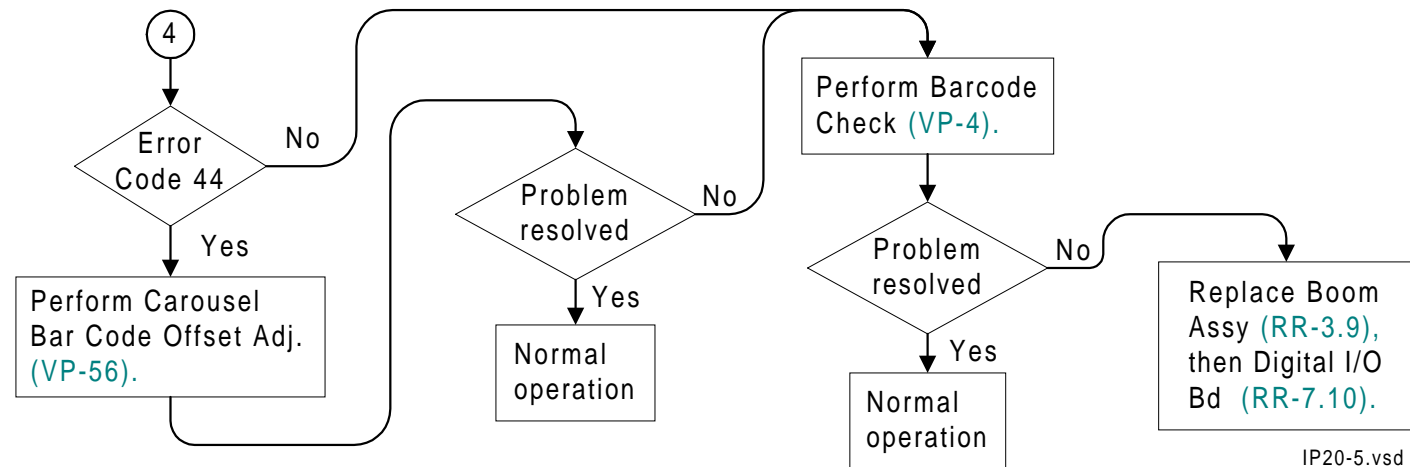 4
Error
Code 44
No
Yes
Perform Carousel
Bar Code Offset Adj.
(VP-56).
Problem
resolved
No
Yes
Normal
operation
Perform Barcode
Check (VP-4).
Problem
resolved
No
Yes
Normal
operation
Replace Boom
Assy (RR-3.9),
then Digital I/O
Bd (RR-7.10).
IP20-5.vsd